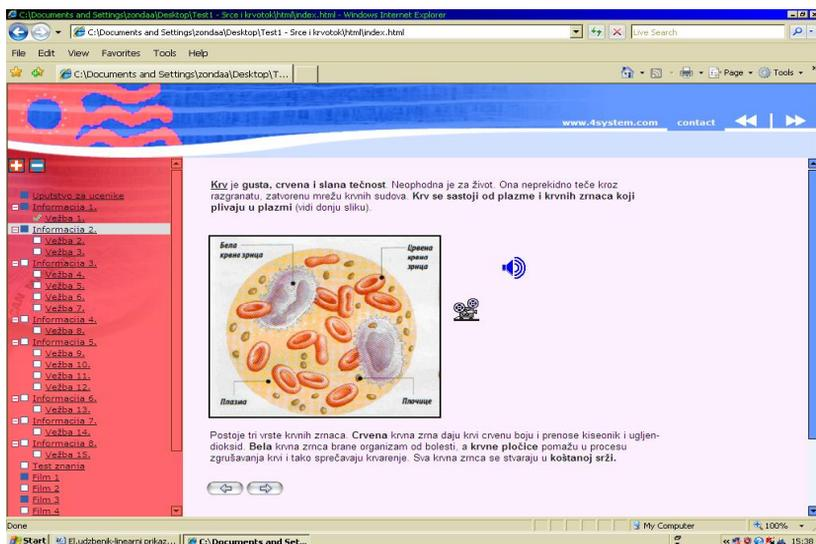 C:\Documents and Settings\zondaa\Desktop\Test1 - Srce i krvotok\html\index.html - Windows Internet Explorer
C:\Documents and Settings\zondaa\Desktop\Test1 - Srce i krvotok\html\index.html
Live Search
File Edit View Favorites Tools Help
C:\Documents and Settings\zondaa\Desktop\T...
Page Tools
www.4system.com contact
Uputstvo za ucenike
Informacija 1.
Vežba 1.
Informacija 2.
Vežba 2.
Vežba 3.
Informacija 3.
Vežba 4.
Vežba 5.
Vežba 6.
Vežba 7.
Informacija 4.
Vežba 8.
Informacija 5.
Vežba 9.
Vežba 10.
Vežba 11.
Vežba 12.
Informacija 6.
Vežba 13.
Informacija 7.
Vežba 14.
Informacija 8.
Vežba 15.
Test znanja
Film 1
Film 2
Film 3
Film 4
Krv je gusta, crvena i slana tečnost. Neophodna je za život. Ona neprekidno teče kroz
razgranatu, zatvorenu mrežu krvnih sudova. Krv se sastoji od plazme i krvnih zrnaca koji
plivaju u plazmi (vidi donju sliku).
Бела
крвна зрнца
Црвена
крвна
зрнца
Плазма
Плочице
Postoje tri vrste krvnih zrnaca. Crvena krvna zrna daju krvi crvenu boju i prenose kiseonik i ugljen-
dioksid. Bela krvna zrnca brane organizam od bolesti, a krvne pločice pomažu u procesu
zgrušavanja krvi i tako sprečavaju krvarenje. Sva krvna zrnca se stvaraju u koštanoj srži.
Done
My Computer
100%
Start
El.udzbenik-linearni prikaz...
C:\Documents and Set...
15:38